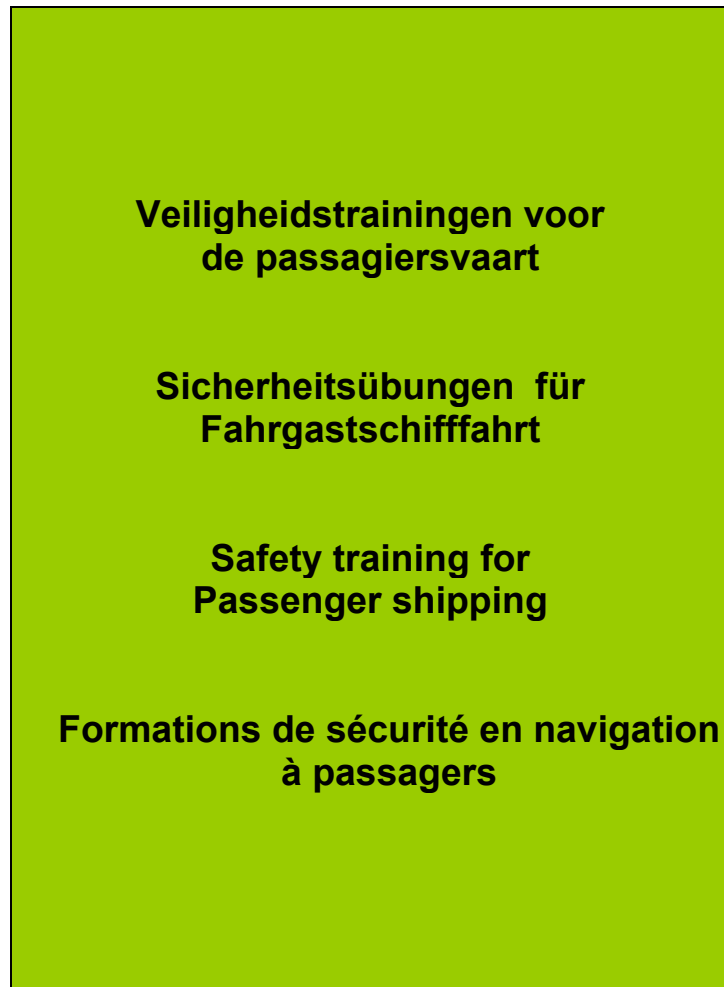 Veiligheidstrainingen voor
de passagiersvaart
Sicherheitsübungen  für
Fahrgastschifffahrt
Safety training for
Passenger shipping
Formations de sécurité en navigation
à passagers